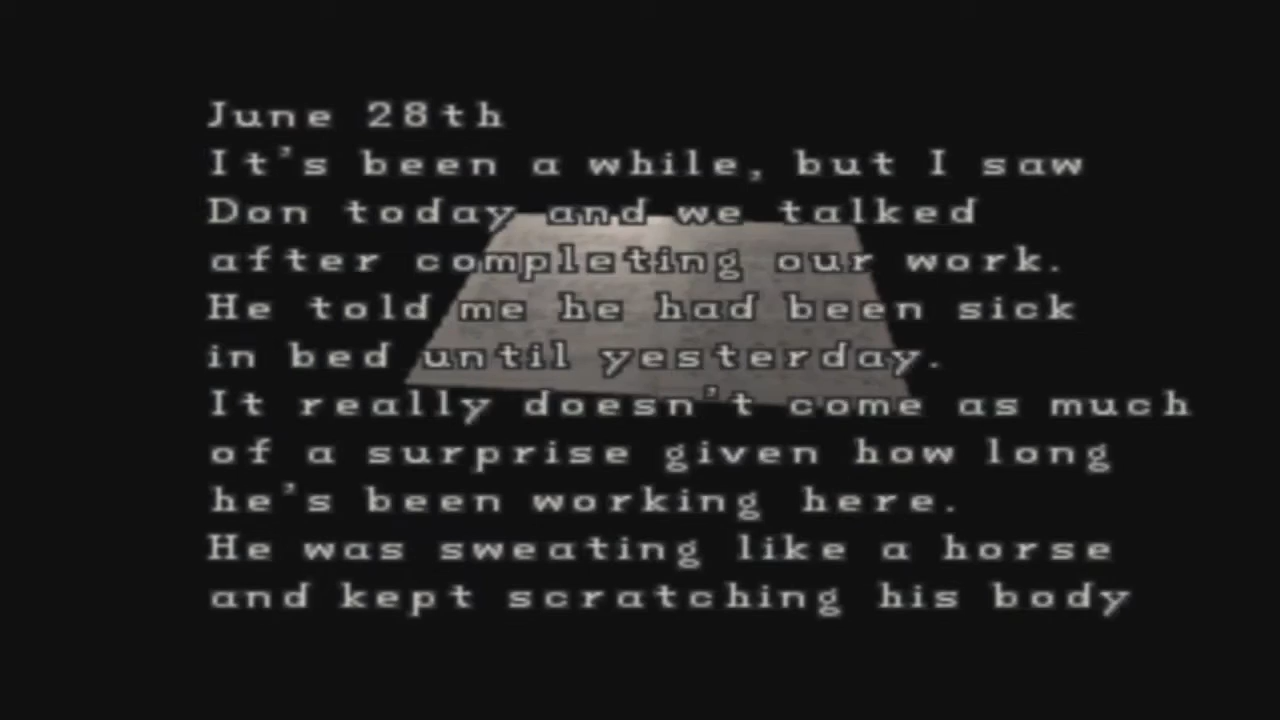 June 28th
It's been a while, but I saw
Don today and we talked
after completing our work.
He told me he had been sick
in bed until yesterday.
It really doesn't come as much
of a surprise given how long
he's been working here.
He was sweating like a horse
and kept scratching his body